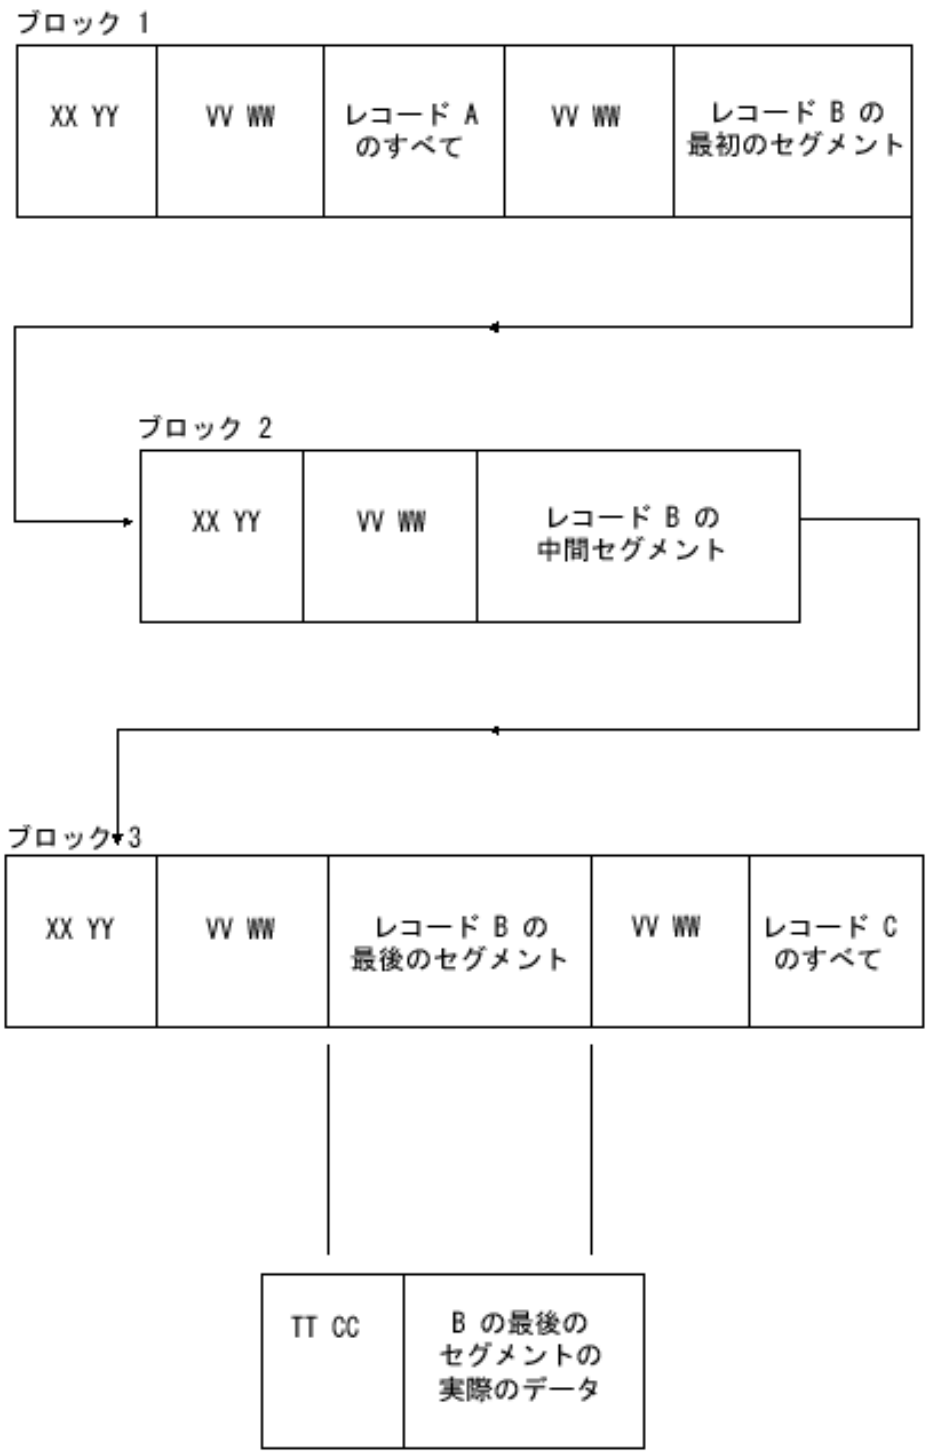 ブロック 1
XX YY
VV WW
レコード A
のすべて
VV WW
レコード B の
最初のセグメント
ブロック 2
XX YY
VV WW
レコード B の
中間セグメント
ブロック 3
XX YY
VV WW
レコード B の
最後のセグメント
VV WW
レコード C
のすべて
TT CC
B の最後の
セグメントの
実際のデータ